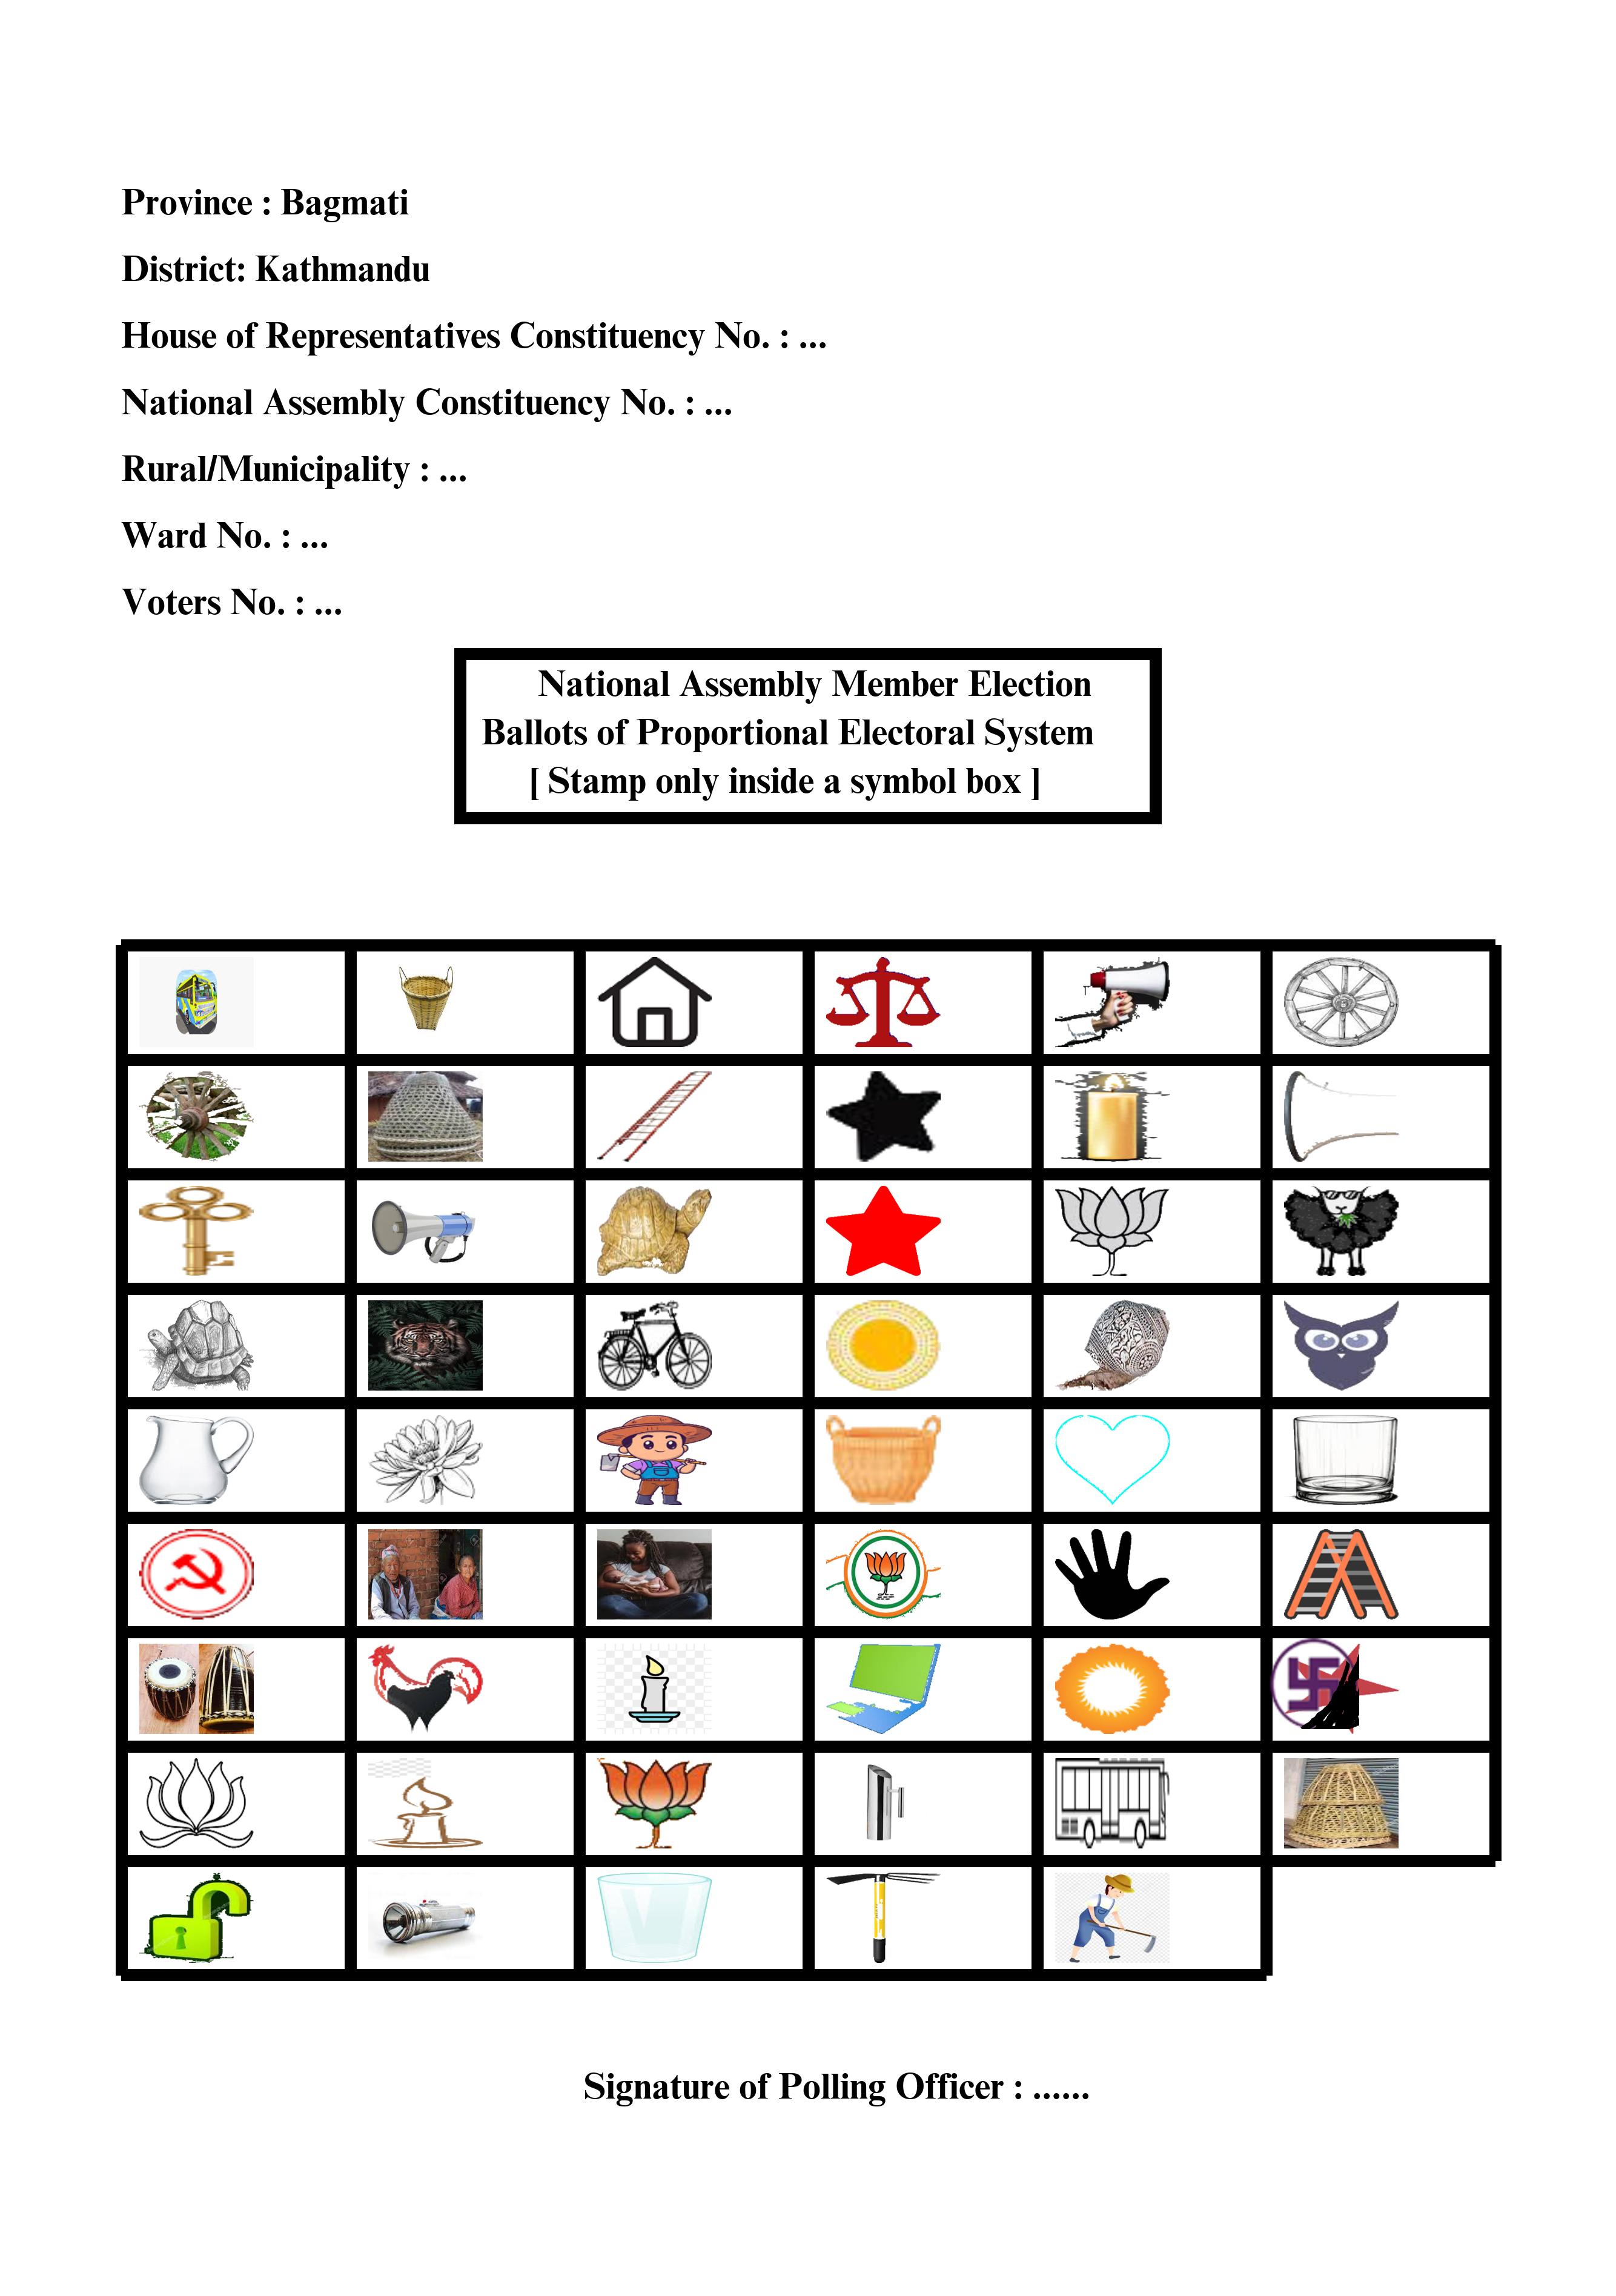 Province : Bagmati
District: Kathmandu
House of Representatives Constituency No. : ...
National Assembly Constituency No. : ...
Rural/Municipality : ...
Ward No. : ...
Voters No. : ...
National Assembly Member Election
Ballots of Proportional Electoral System
[ Stamp only inside a symbol box ]
Signature of Polling Officer : ......